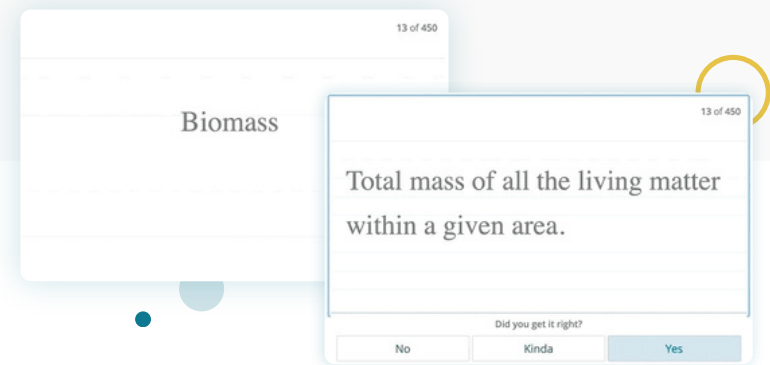 13 of 450
Biomass
13 of 450
Total mass of all the living matter
within a given area.
Did you get it right?
No
Kinda
Yes